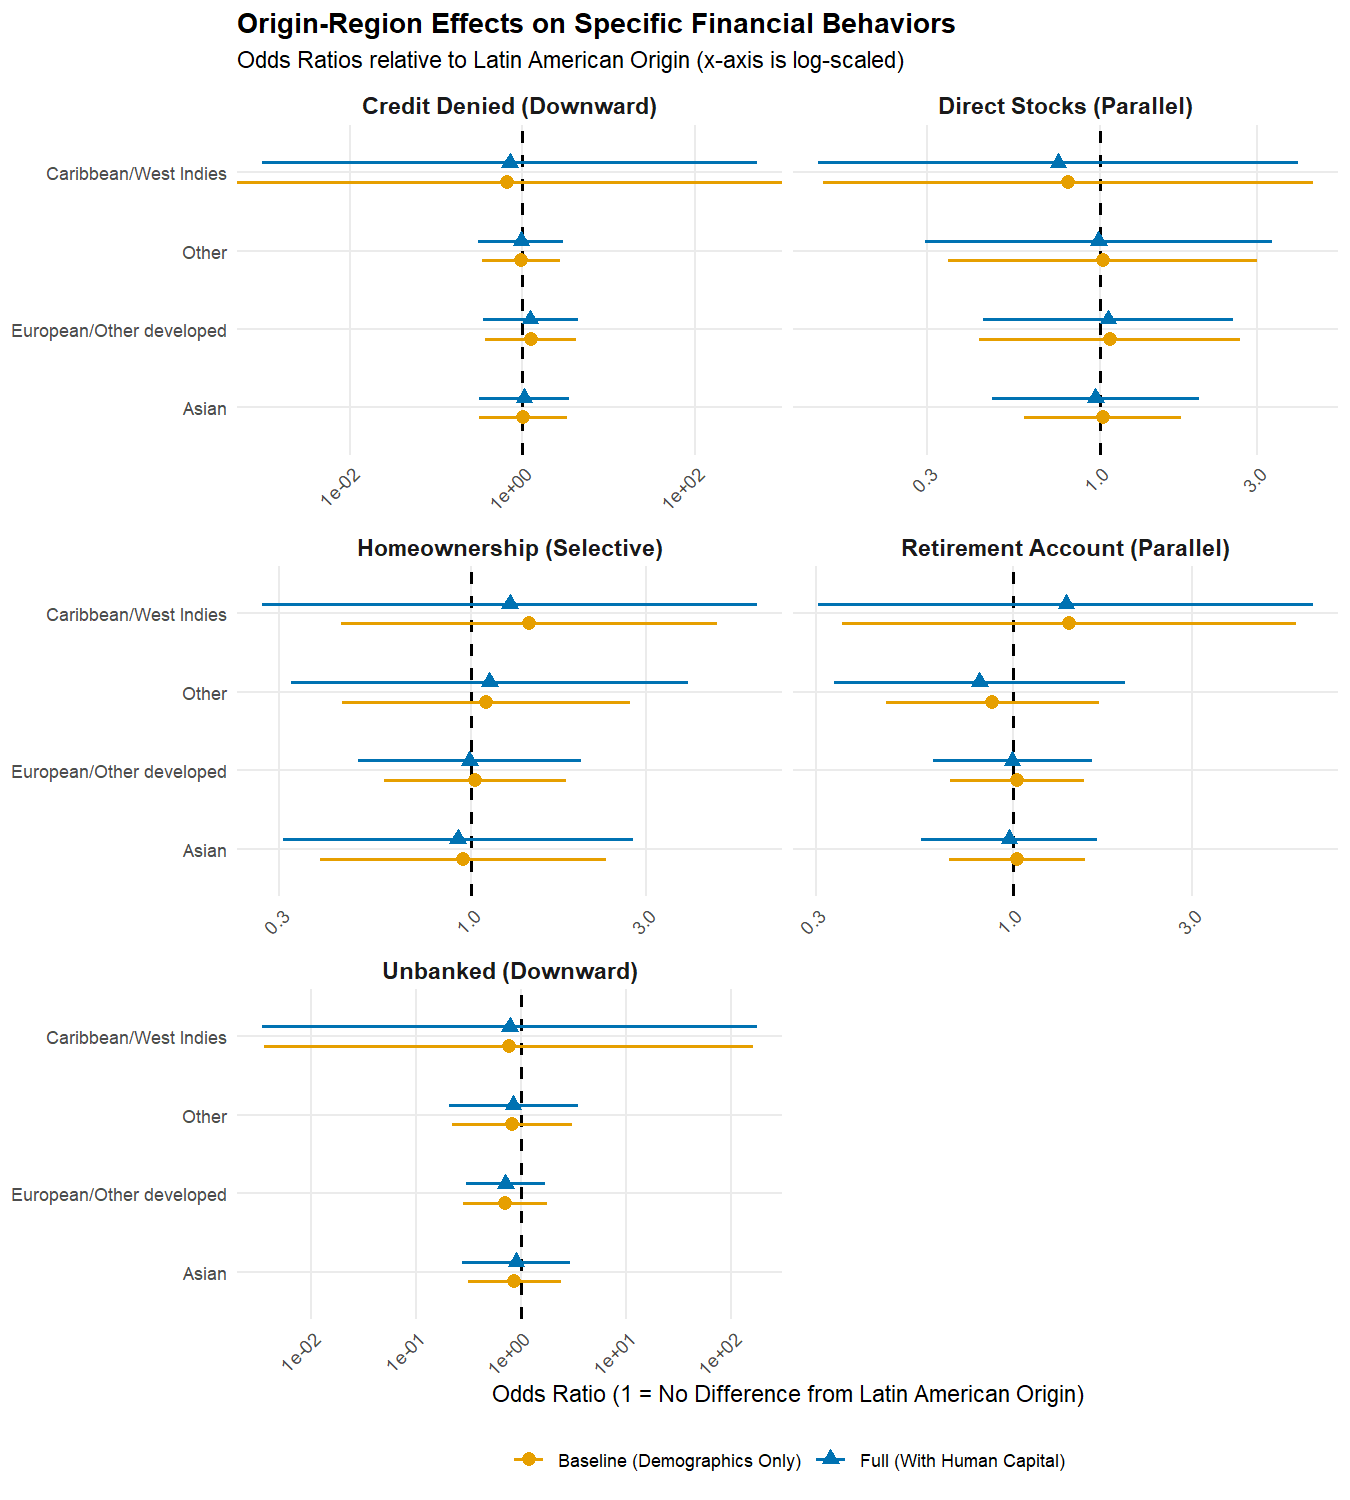 Origin-Region Effects on Specific Financial Behaviors
Odds Ratios relative to Latin American Origin (x-axis is log-scaled)
Credit Denied (Downward)
Direct Stocks (Parallel)
Caribbean/West Indies
Other
European/Other developed
Asian
1e-02
1e+00
1e+02
0.3
1.0
3.0
Homeownership (Selective)
Retirement Account (Parallel)
Caribbean/West Indies
Other
European/Other developed
Asian
0.3
1.0
3.0
0.3
1.0
3.0
Unbanked (Downward)
Caribbean/West Indies
Other
European/Other developed
Asian
1e-02
1e-01
1e+00
1e+01
1e+02
Odds Ratio (1 = No Difference from Latin American Origin)
Baseline (Demographics Only)
Full (With Human Capital)